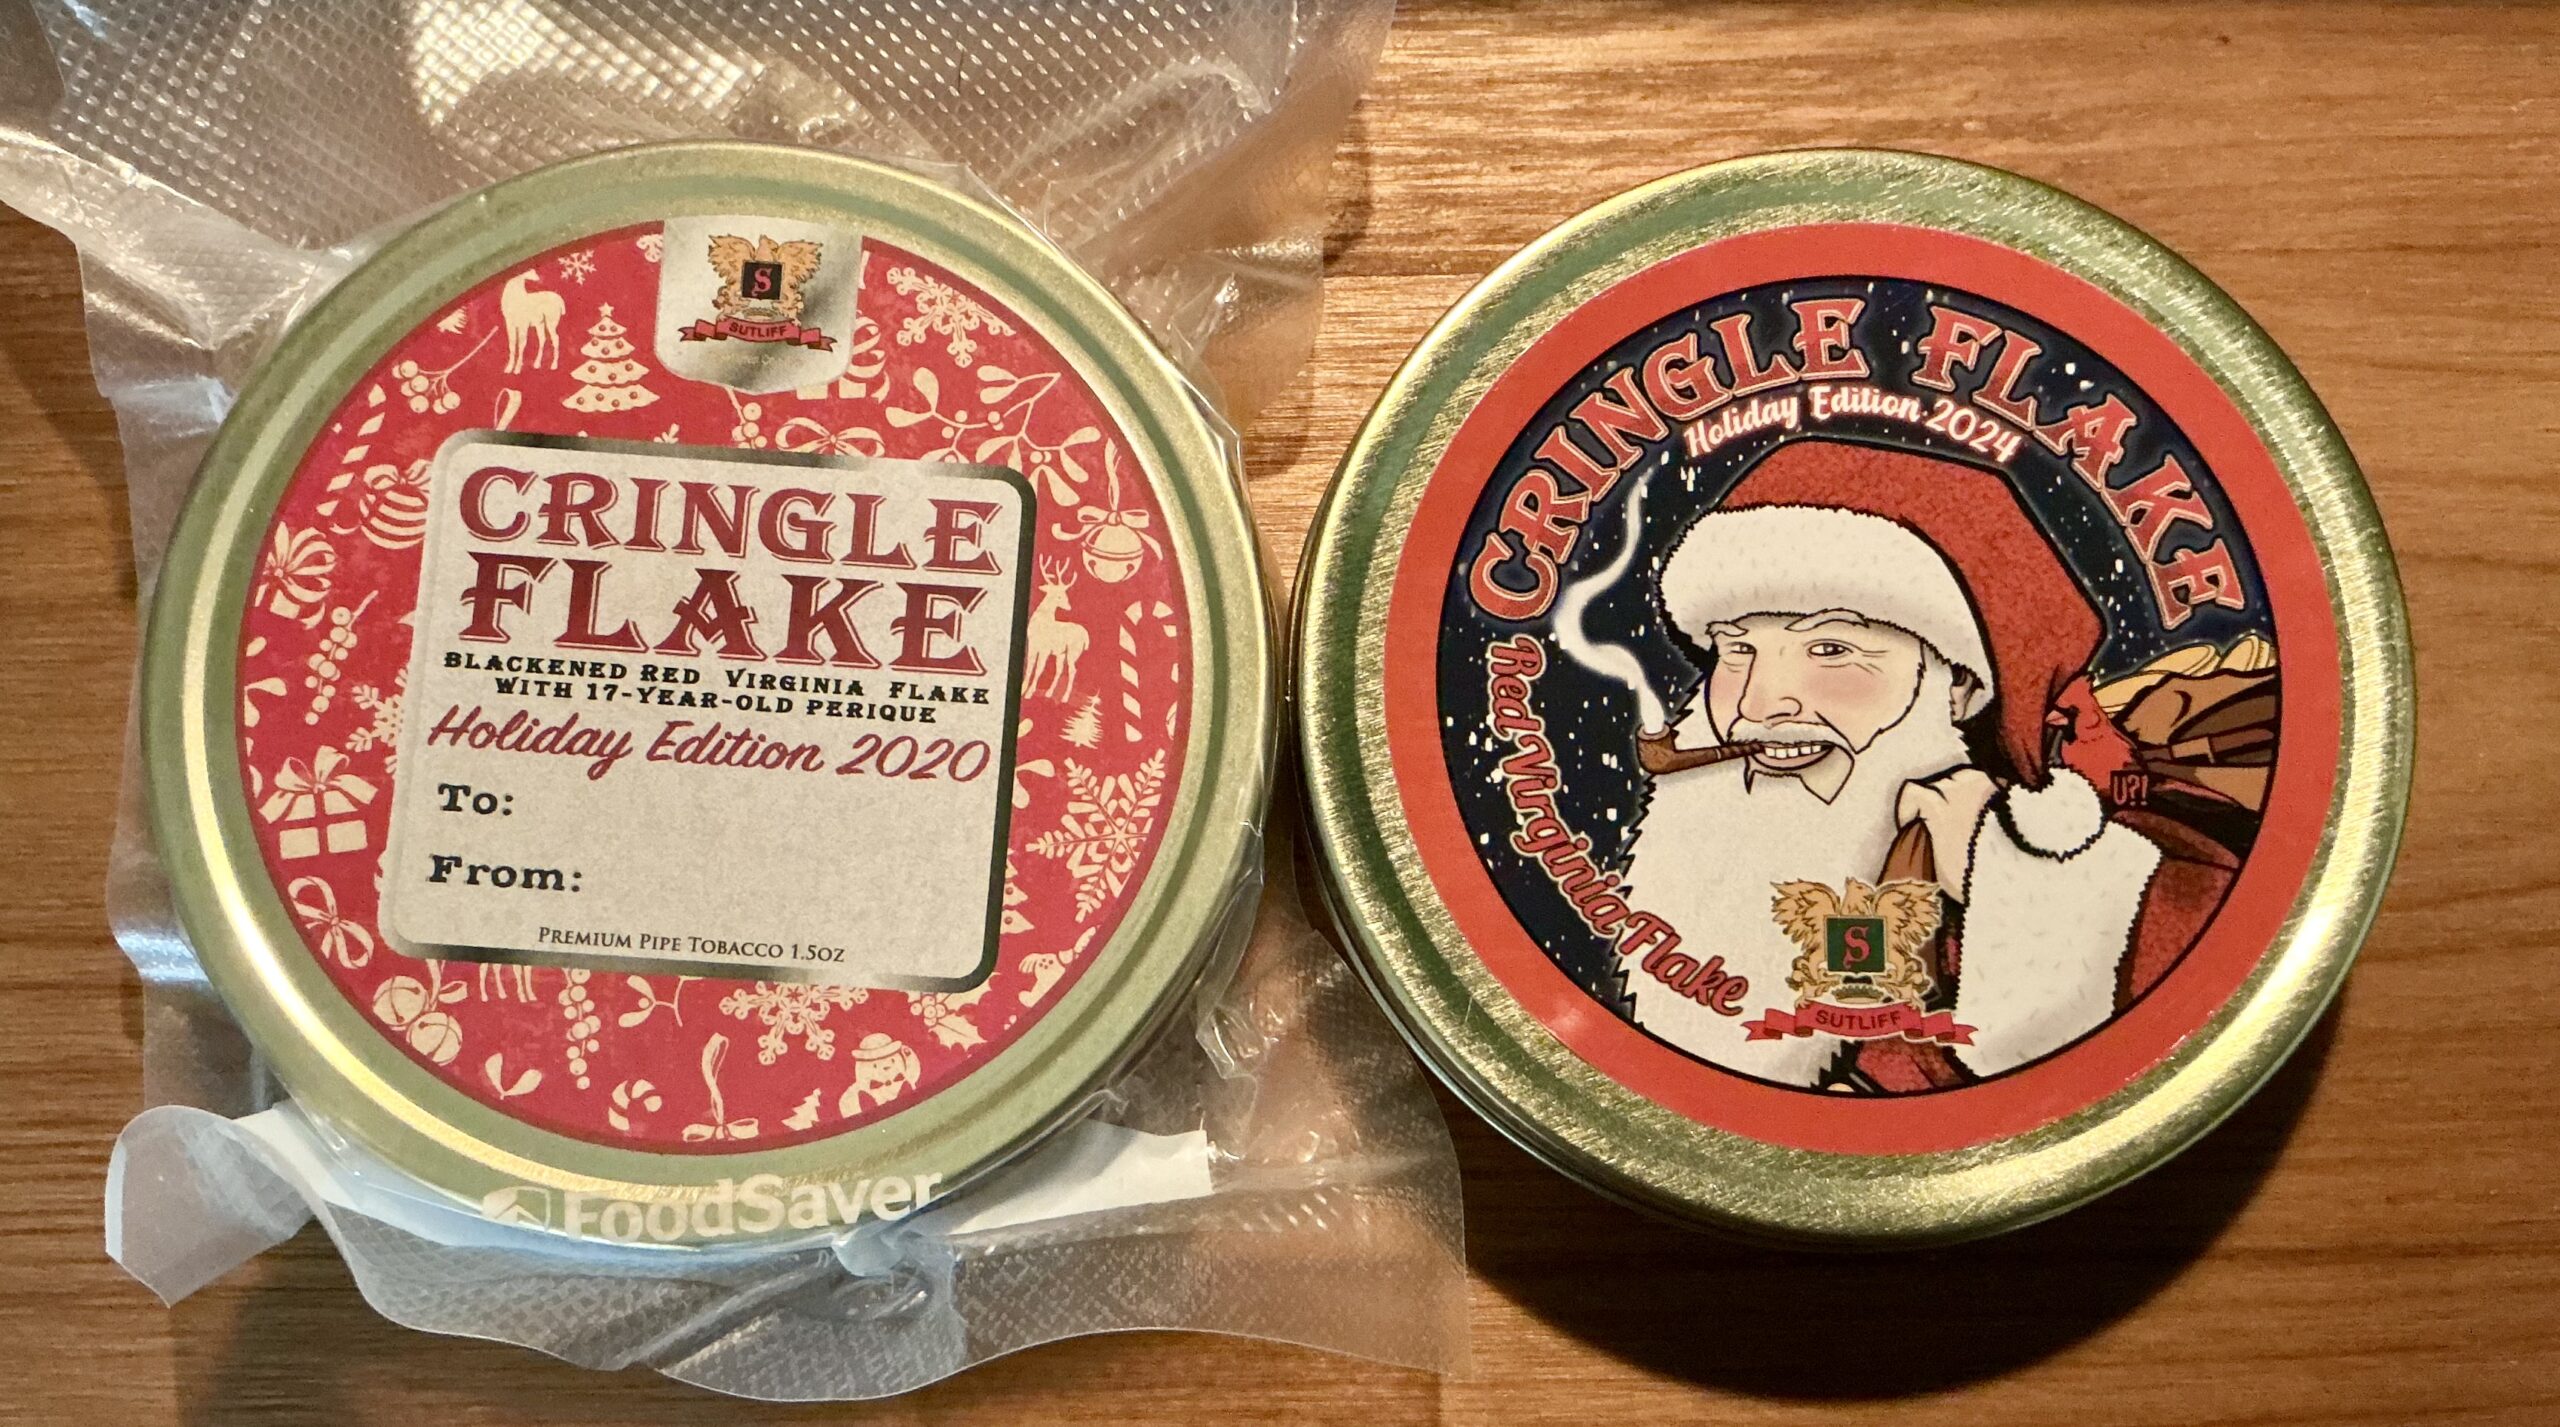 S
SUTLIFF
CRINGLE
FLAKE
BLACKENED RED VIRGINIA FLAKE
WITH 17-YEAR-OLD PERIQUE
Holiday Edition 2020
To:
From:
PREMIUM PIPE TOBACCO 1.5OZ
FoodSaver
CRINGLE FLAKE
Holiday Edition 2024
Red Virginia Flake
U?!
S
SUTLIFF